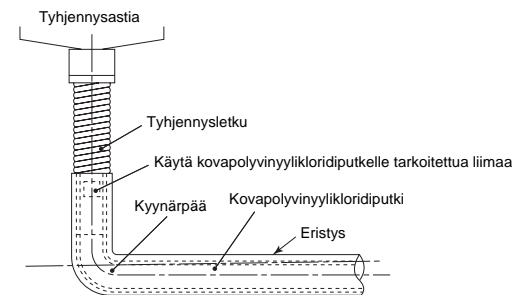 Tyhjennysastia
Tyhjennysletku
Käytä kovapolyvinyylikloridiputkelle tarkoitettua liimaa
Kyynärpää
Kovapolyvinyylikloridiputki
Eristys